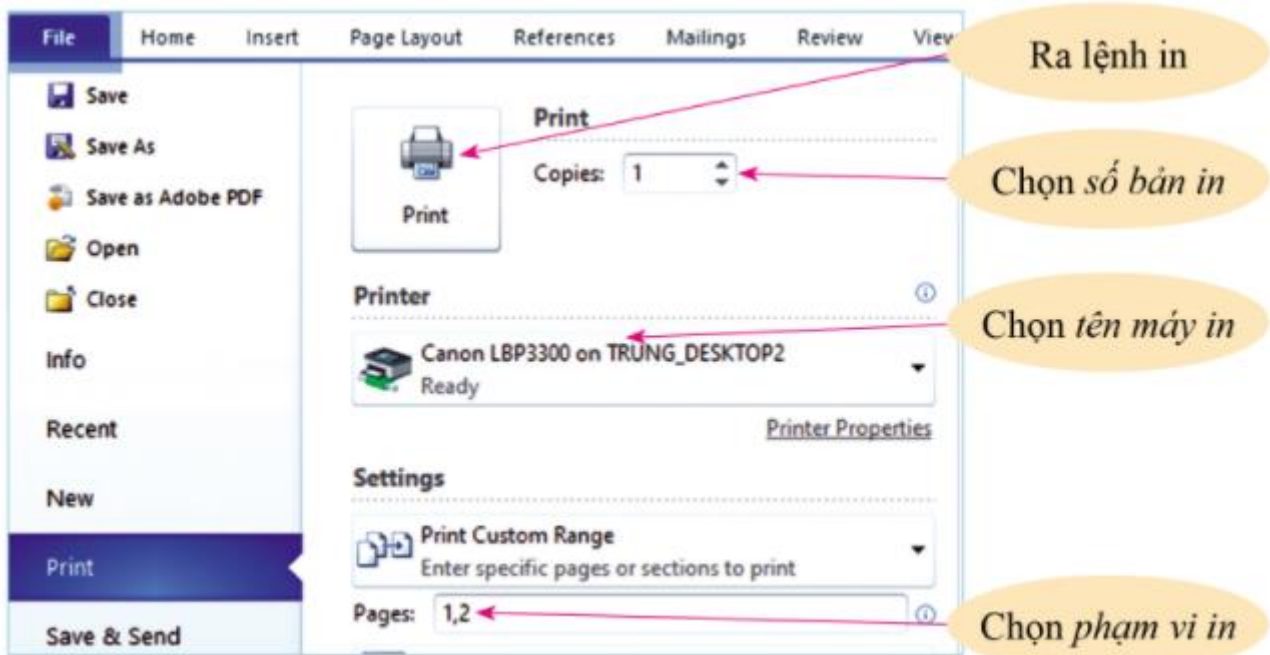 File Home Insert Page Layout References Mailings Review View
Ra lệnh in
Save
Save As
Save as Adobe PDF
Open
Close
Info
Recent
New
Print
Save & Send
Print
Print
Copies: 1
Chọn số bản in
Printer
Canon LBP3300 on TRUNG_DESKTOP2
Ready
Chọn tên máy in
Printer Properties
Settings
Print Custom Range
Enter specific pages or sections to print
Pages: 1,2
Chọn phạm vi in